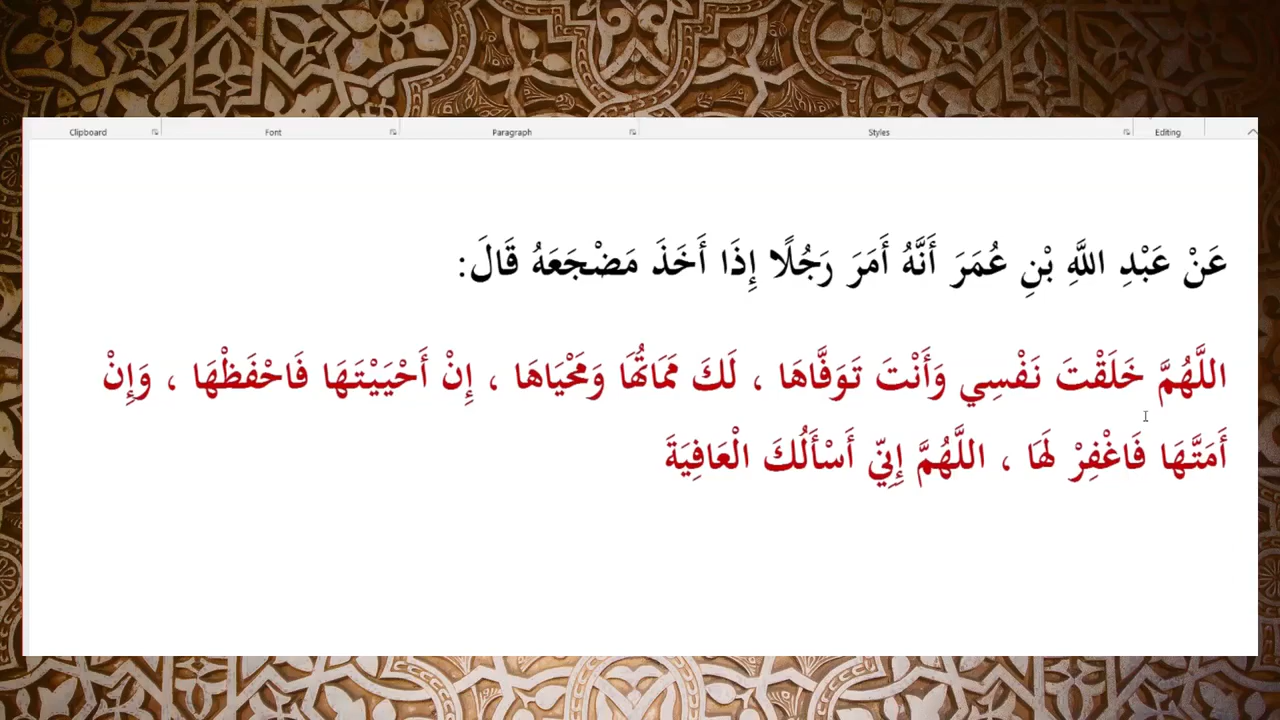 Clipboard Font Paragraph Styles Editing
عَنْ عَبْدِ اللَّهِ بْنِ عُمَرَ أَنَّهُ أَمَرَ رَجُلًا إِذَا أَخَذَ مَضْجَعَهُ قَالَ:
اللَّهُمَّ خَلَقْتَ نَفْسِي وَأَنْتَ تَوَفَّاهَا ، لَكَ مَمَاتُهَا وَمَحْيَاهَا ، إِنْ أَحْيَيْتَهَا فَاحْفَظْهَا ، وَإِنْ
أَمَتَّهَا فَاغْفِرْ لَهَا ، اللَّهُمَّ إِنِّي أَسْأَلُكَ الْعَافِيَةَ